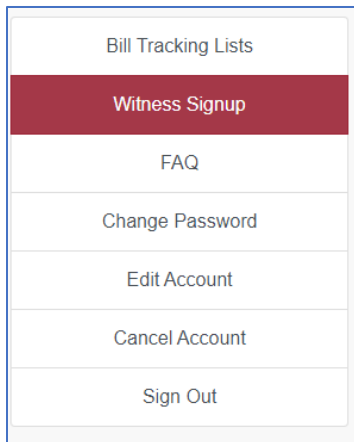 Bill Tracking Lists
Witness Signup
FAQ
Change Password
Edit Account
Cancel Account
Sign Out